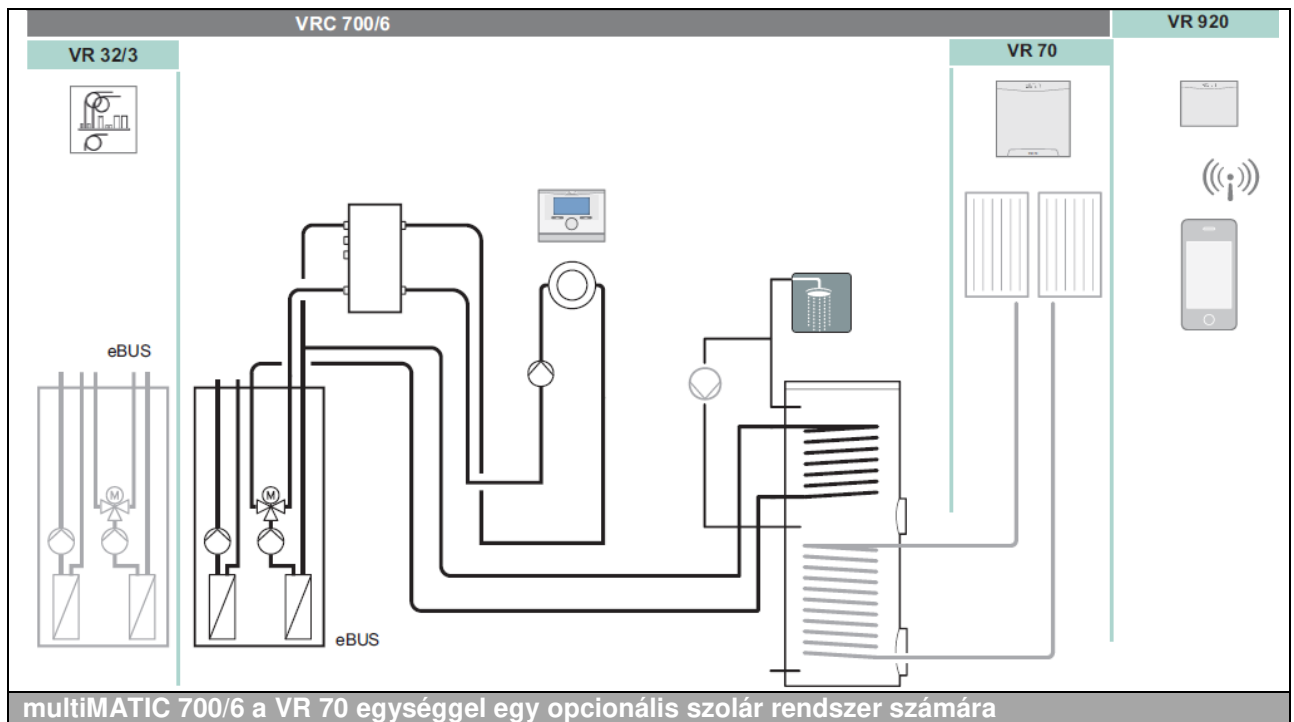 VRC 700/6
VR 920
VR 32/3
VR 70
eBUS
M
M
eBUS
multiMATIC 700/6 a VR 70 egységgel egy opcionális szolár rendszer számára